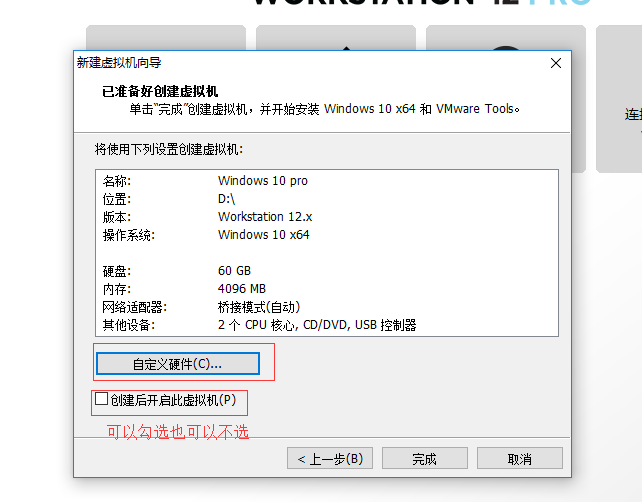 WORKSTATION 12 PRO
连接
新建虚拟机向导
已准备好创建虚拟机
单击“完成”创建虚拟机，并开始安装 Windows 10 x64 和 VMware Tools。
将使用下列设置创建虚拟机:
名称: Windows 10 pro
位置: D:\
版本: Workstation 12.x
操作系统: Windows 10 x64
硬盘: 60 GB
内存: 4096 MB
网络适配器: 桥接模式(自动)
其他设备: 2 个 CPU 核心, CD/DVD, USB 控制器
自定义硬件(C)...
创建后开启此虚拟机(P)
可以勾选也可以不选
< 上一步(B) 完成 取消